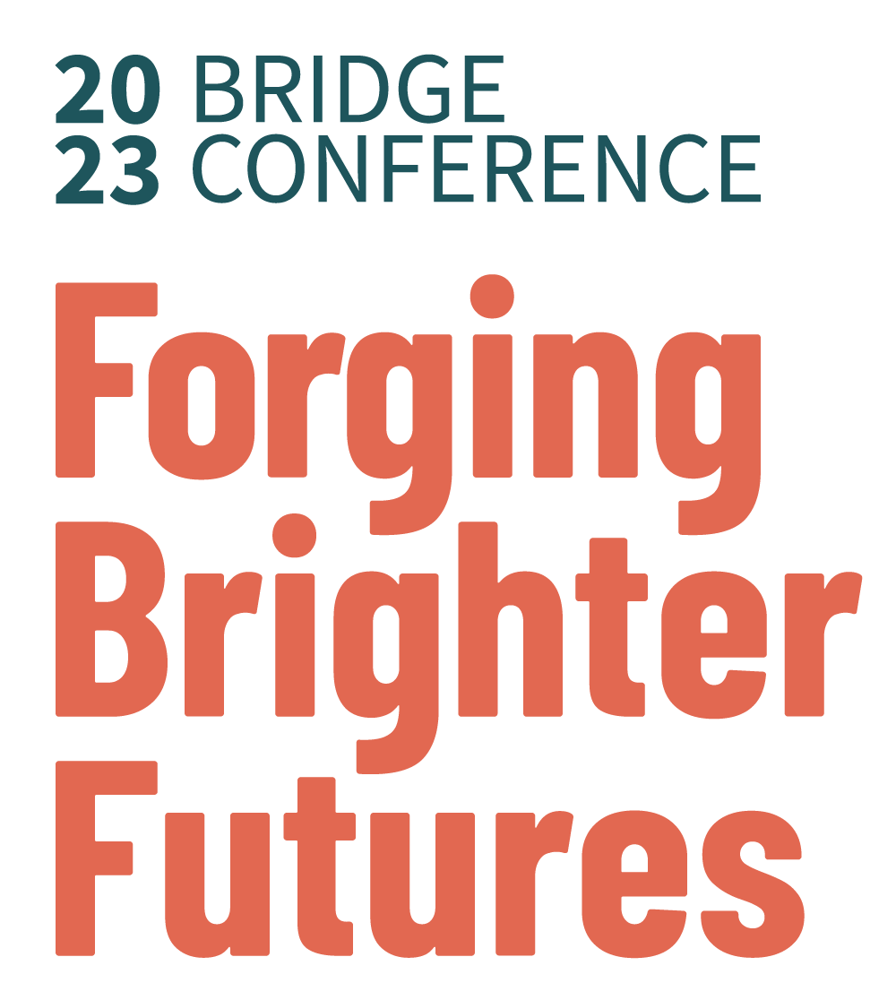 20 BRIDGE
23 CONFERENCE
Forging
Brighter
Futures